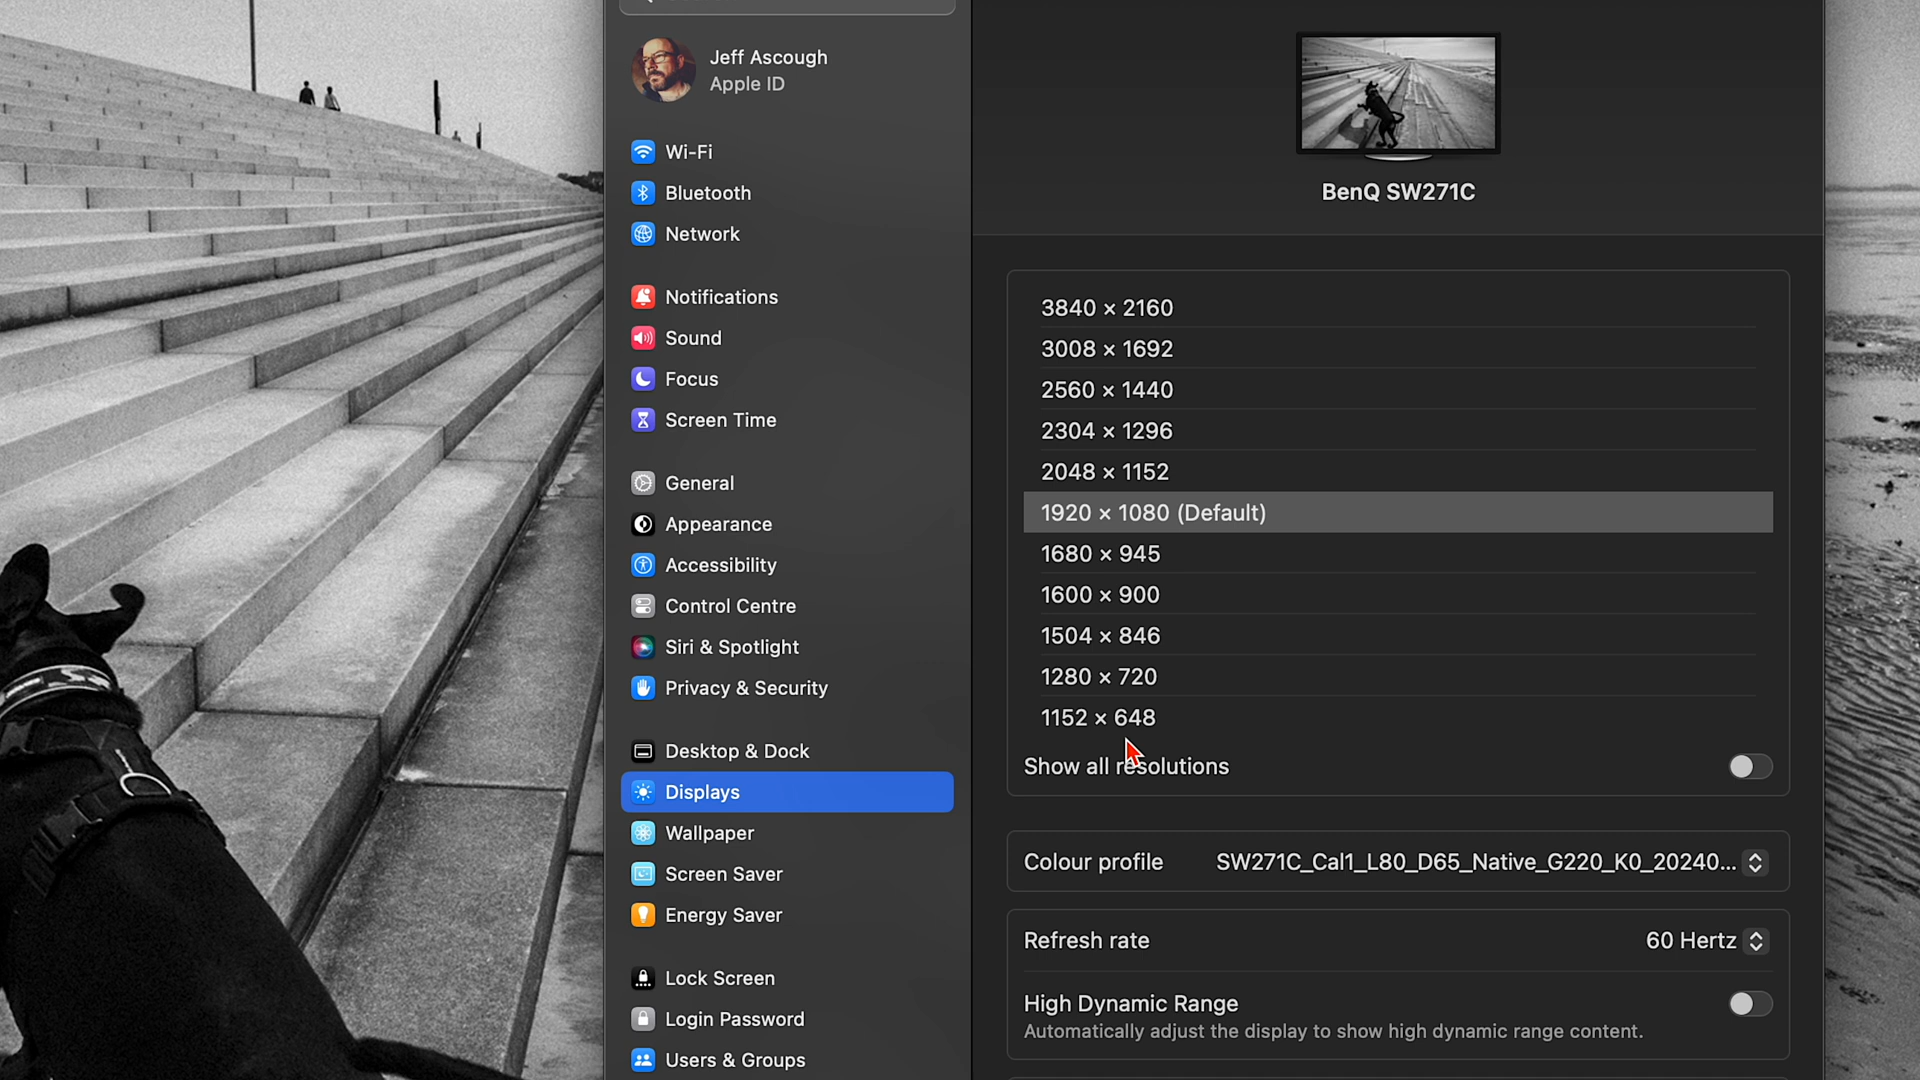 Jeff Ascough
Apple ID
Wi-Fi
Bluetooth
Network
Notifications
Sound
Focus
Screen Time
General
Appearance
Accessibility
Control Centre
Siri & Spotlight
Privacy & Security
Desktop & Dock
Displays
Wallpaper
Screen Saver
Energy Saver
Lock Screen
Login Password
Users & Groups
BenQ SW271C
3840 × 2160
3008 × 1692
2560 × 1440
2304 × 1296
2048 × 1152
1920 × 1080 (Default)
1680 × 945
1600 × 900
1504 × 846
1280 × 720
1152 × 648
Show all resolutions
Colour profile SW271C_Cal1_L80_D65_Native_G220_K0_20240...
Refresh rate 60 Hertz
High Dynamic Range
Automatically adjust the display to show high dynamic range content.